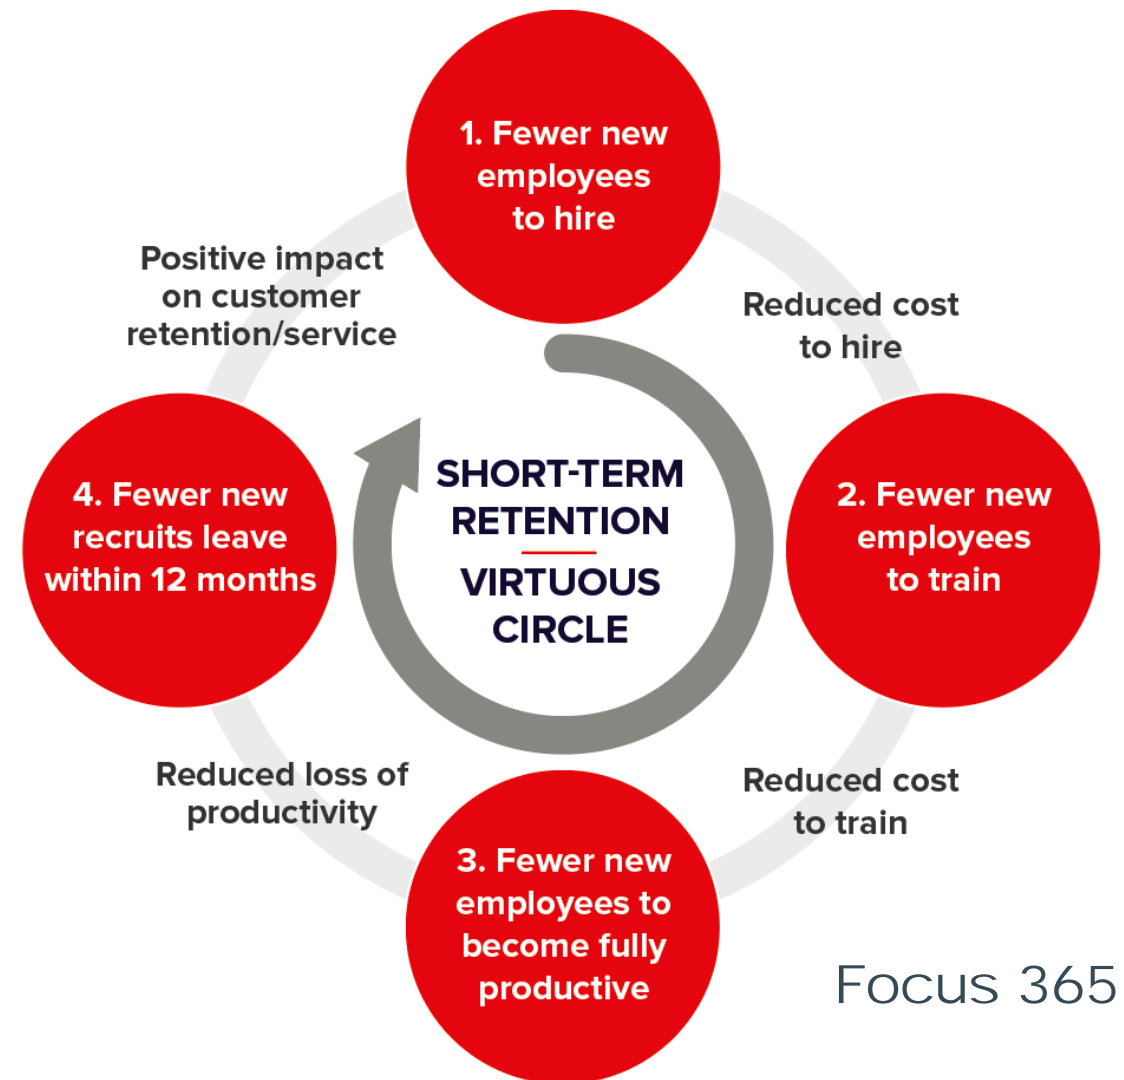 1. Fewer new
employees
to hire
Reduced cost
to hire
2. Fewer new
employees
to train
Reduced cost
to train
3. Fewer new
employees to
become fully
productive
Reduced loss of
productivity
4. Fewer new
recruits leave
within 12 months
Positive impact
on customer
retention/service
SHORT-TERM
RETENTION
VIRTUOUS
CIRCLE
Focus 365